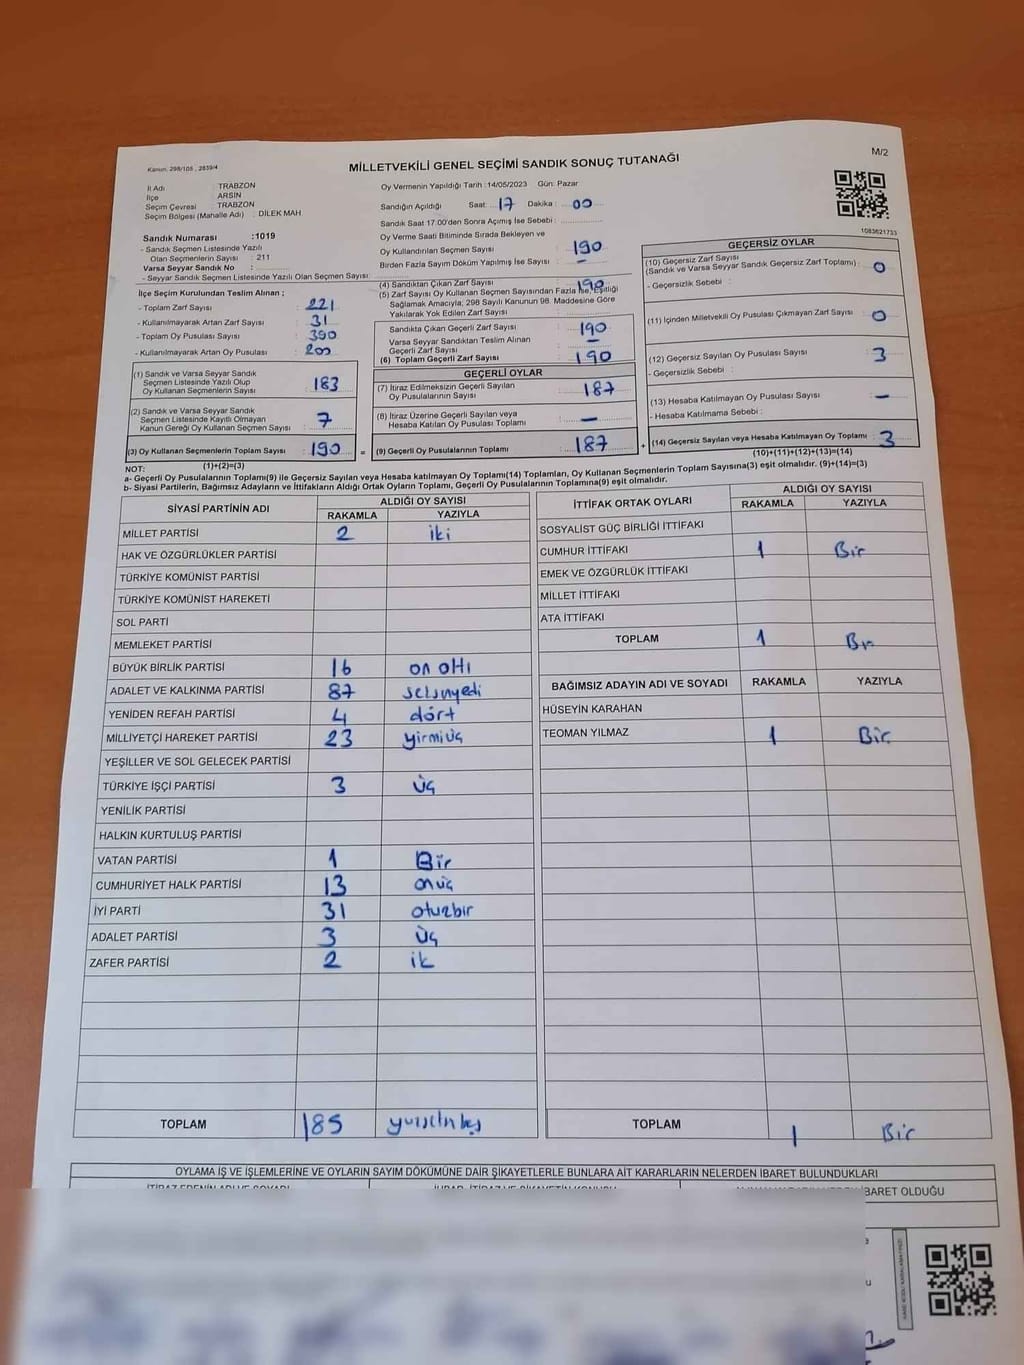 Kanun: 298/105 , 2839/4
MİLLETVEKİLİ GENEL SEÇİMİ SANDIK SONUÇ TUTANAĞI
M/2
İl Adı : TRABZON
İlçe : ARSIN
Seçim Çevresi : TRABZON
Seçim Bölgesi (Mahalle Adı) : DİLEK MAH
Sandık Numarası :1019
- Sandık Seçmen Listesinde Yazılı
Olan Seçmenlerin Sayısı : 211
Varsa Seyyar Sandık No :
- Seyyar Sandık Seçmen Listesinde Yazılı Olan Seçmen Sayısı:
Oy Vermenin Yapıldığı Tarih :14/05/2023 Gün: Pazar
Sandığın Açıldığı Saat : 17 Dakika : 00
Sandık Saat 17.00'den Sonra Açımış İse Sebebi :
Oy Verme Saati Bitiminde Sırada Bekleyen ve
Oy Kullandırılan Seçmen Sayısı 190
Birden Fazla Sayım Döküm Yapılmış İse Sayısı : –
(4) Sandıktan Çıkan Zarf Sayısı : 190
(5) Zarf Sayısı Oy Kullanan Seçmen Sayısından Fazla İse, Eşitliği
Sağlamak Amacıyla, 298 Sayılı Kanunun 98. Maddesine Göre
Yakılarak Yok Edilen Zarf Sayısı :
1083621733
İlçe Seçim Kurulundan Teslim Alınan ;
- Toplam Zarf Sayısı : 221
- Kullanılmayarak Artan Zarf Sayısı : 31
- Toplam Oy Pusulası Sayısı : 390
- Kullanılmayarak Artan Oy Pusulası : 200
Sandıkta Çıkan Geçerli Zarf Sayısı : 190
Varsa Seyyar Sandıktan Teslim Alınan
Geçerli Zarf Sayısı : –
(6) Toplam Geçerli Zarf Sayısı : 190
(1) Sandık ve Varsa Seyyar Sandık
Seçmen Listesinde Yazılı Olup
Oy Kullanan Seçmenlerin Sayısı : 183
(2) Sandık ve Varsa Seyyar Sandık
Seçmen Listesinde Kayıtlı Olmayan
Kanun Gereği Oy Kullanan Seçmen Sayısı : 7
(3) Oy Kullanan Seçmenlerin Toplam Sayısı : 190 =
(1)+(2)=(3)
GEÇERLİ OYLAR
(7) İtiraz Edilmeksizin Geçerli Sayılan
Oy Pusulalarının Sayısı : 187
(8) İtiraz Üzerine Geçerli Sayılan veya
Hesaba Katılan Oy Pusulası Toplamı : –
(9) Geçerli Oy Pusulalarının Toplamı : 187 +
GEÇERSİZ OYLAR
(10) Geçersiz Zarf Sayısı
(Sandık ve Varsa Seyyar Sandık Geçersiz Zarf Toplamı) : 0
- Geçersizlik Sebebi :
(11) İçinden Milletvekili Oy Pusulası Çıkmayan Zarf Sayısı : 0
(12) Geçersiz Sayılan Oy Pusulası Sayısı : 3
- Geçersizlik Sebebi :
(13) Hesaba Katılmayan Oy Pusulası Sayısı : –
- Hesaba Katılmama Sebebi :
(14) Geçersiz Sayılan veya Hesaba Katılmayan Oy Toplamı : 3
(10)+(11)+(12)+(13)=(14)
NOT:
a- Geçerli Oy Pusulalarının Toplamı(9) ile Geçersiz Sayılan veya Hesaba katılmayan Oy Toplamı(14) Toplamları, Oy Kullanan Seçmenlerin Toplam Sayısına(3) eşit olmalıdır. (9)+(14)=(3)
b- Siyasi Partilerin, Bağımsız Adayların ve İttifakların Aldığı Ortak Oyların Toplamı, Geçerli Oy Pusulalarının Toplamına(9) eşit olmalıdır.
SİYASİ PARTİNİN ADI ALDIĞI OY SAYISI
RAKAMLA YAZIYLA
MİLLET PARTİSİ 2 iki
HAK VE ÖZGÜRLÜKLER PARTİSİ
TÜRKİYE KOMÜNİST PARTİSİ
TÜRKİYE KOMÜNİST HAREKETİ
SOL PARTİ
MEMLEKET PARTİSİ
BÜYÜK BİRLİK PARTİSİ 16 on altı
ADALET VE KALKINMA PARTİSİ 87
YENİDEN REFAH PARTİSİ 4 dört
MİLLİYETÇİ HAREKET PARTİSİ 23 yirmiüç
YEŞİLLER VE SOL GELECEK PARTİSİ
TÜRKİYE İŞÇİ PARTİSİ 3 üç
YENİLİK PARTİSİ
HALKIN KURTULUŞ PARTİSİ
VATAN PARTİSİ 1 Bir
CUMHURİYET HALK PARTİSİ 13 onüç
İYİ PARTİ 31 otuzbir
ADALET PARTİSİ 3 üç
ZAFER PARTİSİ 2 ik
TOPLAM 185
İTTİFAK ORTAK OYLARI ALDIĞI OY SAYISI
RAKAMLA YAZIYLA
SOSYALİST GÜÇ BİRLİĞİ İTTİFAKI
CUMHUR İTTİFAKI 1 Bir
EMEK VE ÖZGÜRLÜK İTTİFAKI
MİLLET İTTİFAKI
ATA İTTİFAKI
TOPLAM 1 Bir
BAĞIMSIZ ADAYIN ADI VE SOYADI RAKAMLA YAZIYLA
HÜSEYİN KARAHAN
TEOMAN YILMAZ 1 Bir
TOPLAM 1 Bir
OYLAMA İŞ VE İŞLEMLERİNE VE OYLARIN SAYIM DÖKÜMÜNE DAİR ŞİKAYETLERLE BUNLARA AİT KARARLARIN NELERDEN İBARET BULUNDUKLARI
İBARET OLDUĞU